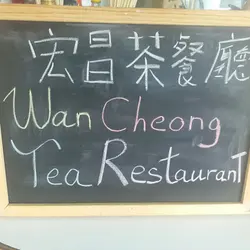 宏昌茶餐廳
Wan Cheong
Tea Restaurant